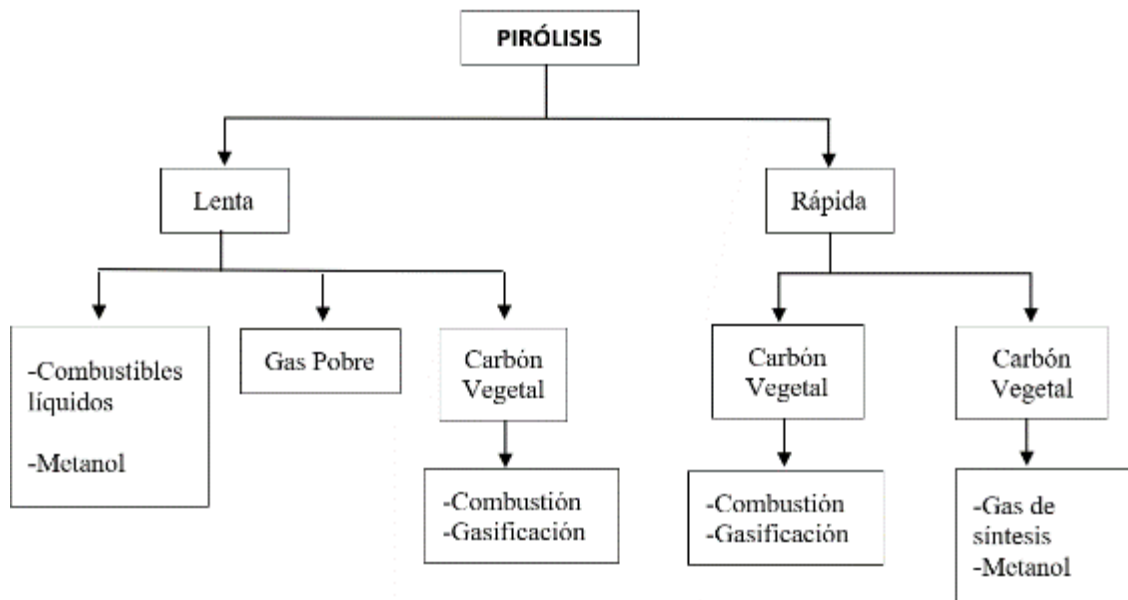 PIRÓLISIS
Lenta
Rápida
-Combustibles
líquidos
-Metanol
Gas Pobre
Carbón
Vegetal
Carbón
Vegetal
Carbón
Vegetal
-Combustión
-Gasificación
-Combustión
-Gasificación
-Gas de
síntesis
-Metanol